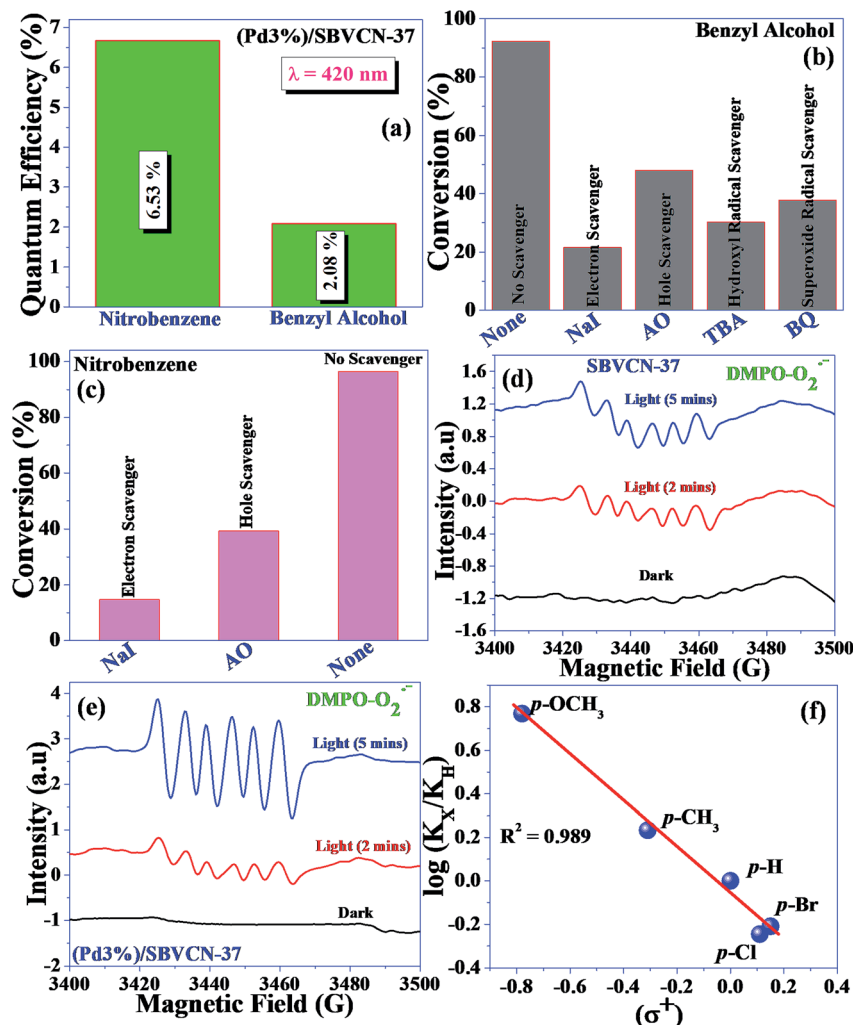 (Pd3%)/SBVCN-37
λ = 420 nm
(a)
Quantum Efficiency (%)
7
6
5
4
3
2
1
0
6.53 %
2.08 %
Nitrobenzene
Benzyl Alcohol
Benzyl Alcohol
(b)
Conversion (%)
100
80
60
40
20
0
No Scavenger
Electron Scavenger
Hole Scavenger
Hydroxyl Radical Scavenger
Superoxide Radical Scavenger
None
NaI
AO
TBA
BQ
Nitrobenzene
(c)
Conversion (%)
100
80
60
40
20
0
Electron Scavenger
Hole Scavenger
No Scavenger
NaI
AO
None
SBVCN-37
(d)
DMPO-O₂˙⁻
Light (5 mins)
Light (2 mins)
Dark
Intensity (a.u)
1.6
1.2
0.8
0.4
0.0
-0.4
-0.8
-1.2
-1.6
3400 3420 3440 3460 3480 3500
Magnetic Field (G)
(e)
DMPO-O₂˙⁻
Light (5 mins)
Light (2 mins)
Dark
(Pd3%)/SBVCN-37
Intensity (a.u)
4
3
2
1
0
-1
-2
3400 3420 3440 3460 3480 3500
Magnetic Field (G)
(f)
p-OCH₃
p-CH₃
R² = 0.989
p-H
p-Br
p-Cl
log (K_X/K_H)
0.8
0.6
0.4
0.2
0.0
-0.2
-0.4
-0.8 -0.6 -0.4 -0.2 0.0 0.2 0.4
(σ⁺)